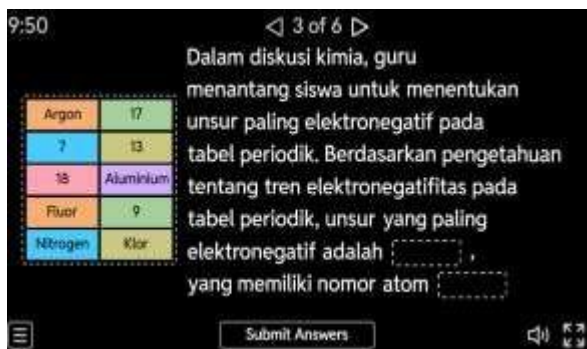 9:50
3 of 6
Dalam diskusi kimia, guru
menantang siswa untuk menentukan
unsur paling elektronegatif pada
tabel periodik. Berdasarkan pengetahuan
tentang tren elektronegatifitas pada
tabel periodik, unsur yang paling
elektronegatif adalah ,
yang memiliki nomor atom
Argon 17
7 13
18 Aluminium
Fluor 9
Nitrogen Klor
Submit Answers